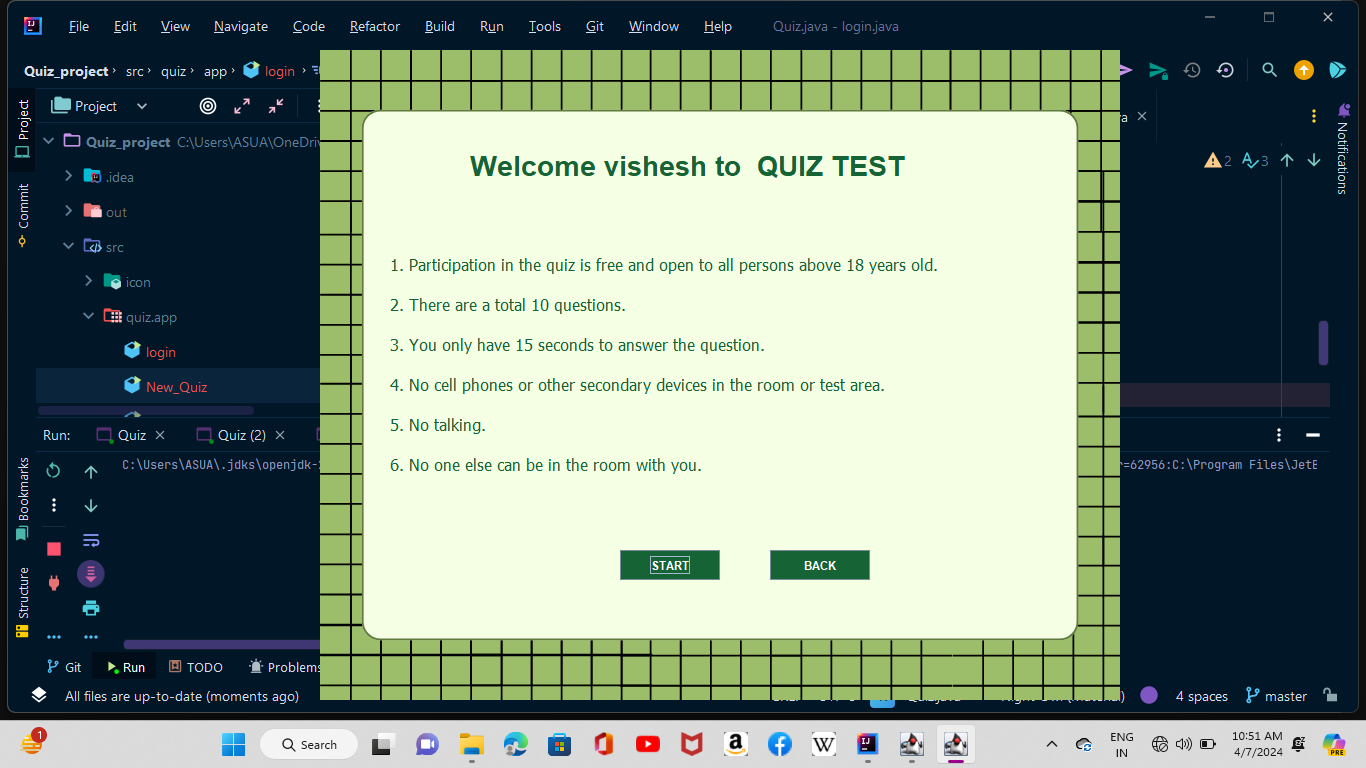 File Edit View Navigate Code Refactor Build Run Tools Git Window Help Quiz.java - login.java
Quiz_project › src › quiz › app › login ›
Project
Commit
Bookmarks
Structure
Notifications
Project
Quiz_project C:\Users\ASUA\OneDriv
.idea
out
src
icon
quiz.app
login
New_Quiz
2 3
Welcome vishesh to QUIZ TEST
1. Participation in the quiz is free and open to all persons above 18 years old.
2. There are a total 10 questions.
3. You only have 15 seconds to answer the question.
4. No cell phones or other secondary devices in the room or test area.
5. No talking.
6. No one else can be in the room with you.
START BACK
Run: Quiz Quiz (2)
C:\Users\ASUA\.jdks\openjdk- r=62956:C:\Program Files\JetB
Git Run TODO Problems
All files are up-to-date (moments ago) 4 spaces master
1 Search ENG 10:51 AM
IN 4/7/2024 PRE